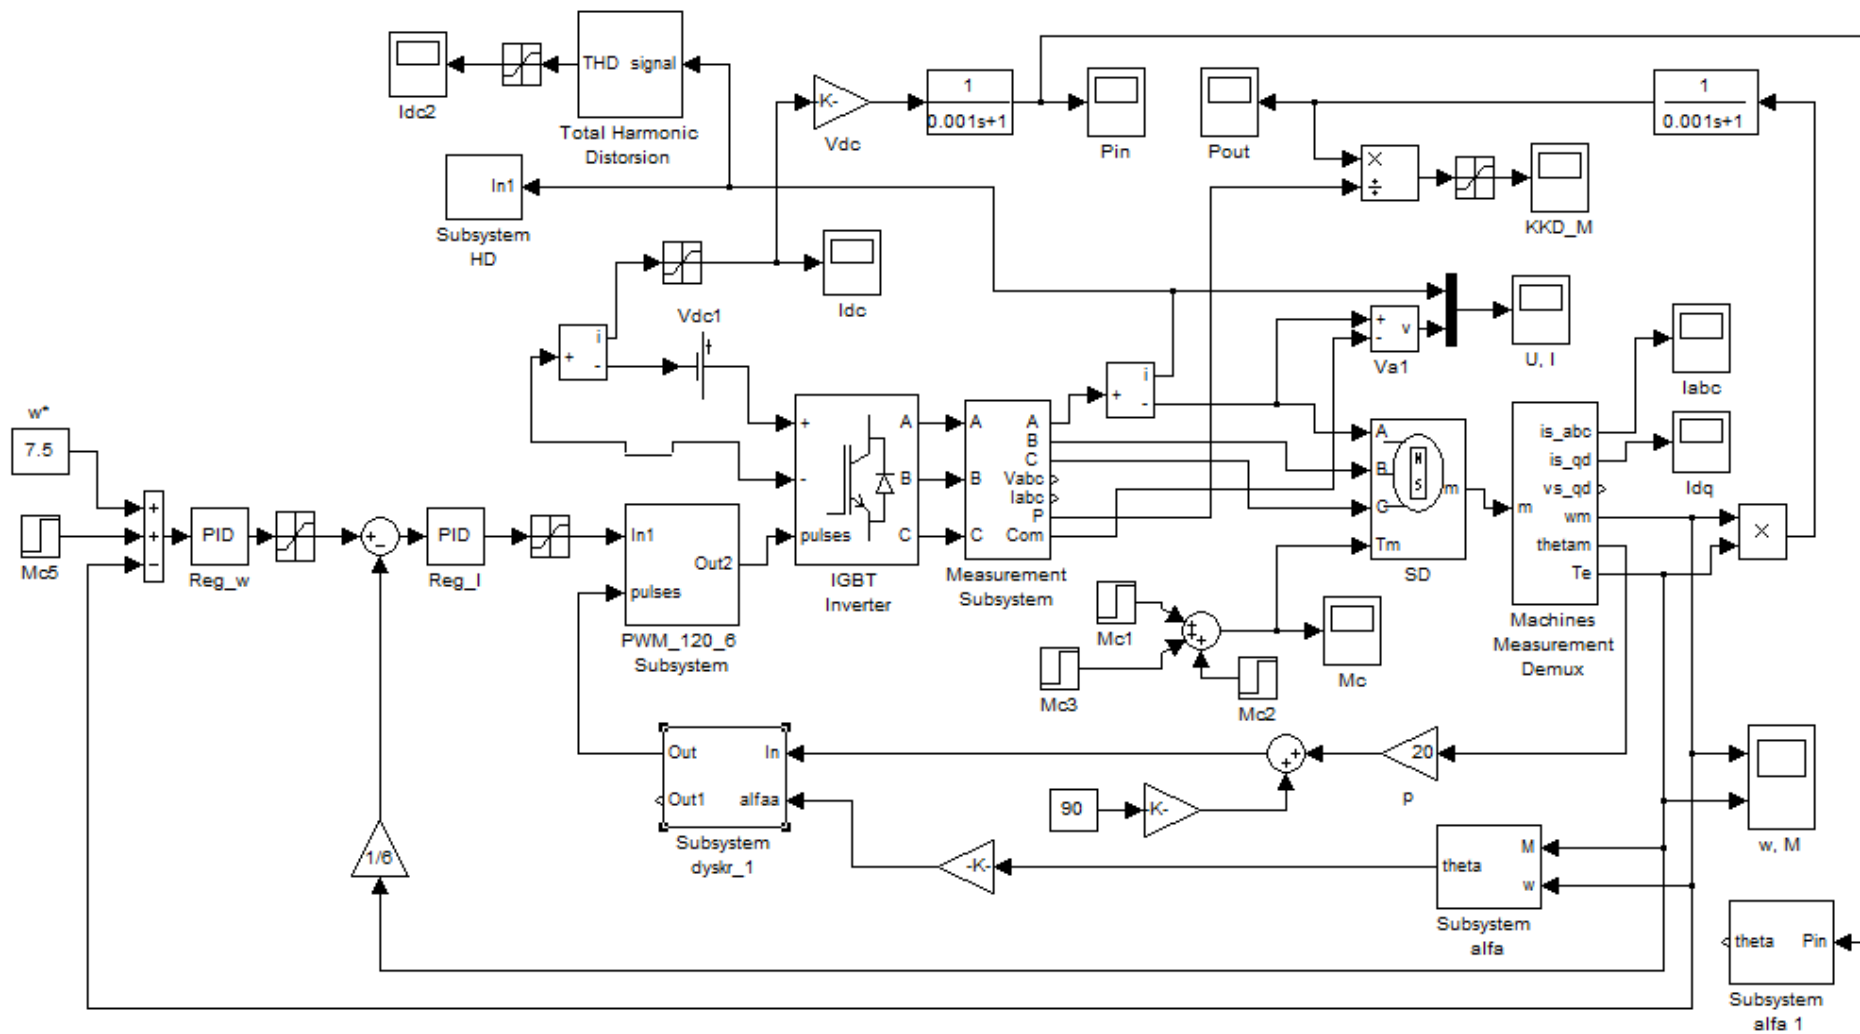 Idc2
THD signal
Total Harmonic
Distorsion
K-
Vdc
1
0.001s+1
Pin
Pout
1
0.001s+1
In1
Subsystem
HD
×
÷
KKD_M
Idc
Vdc1
i
+
-
+
v
-
Va1
U, I
Iabc
i
+
-
w*
7.5
Mc5
+
+
-
PID
Reg_w
+
-
PID
Reg_I
In1
Out2
pulses
PWM_120_6
Subsystem
+
-
pulses
A
B
C
IGBT
Inverter
A
B
C
A
B
C
Vabc
Iabc
P
Com
Measurement
Subsystem
A
B
C
Tm
N
S
m
SD
m
is_abc
is_qd
vs_qd
wm
thetam
Te
Machines
Measurement
Demux
Idq
×
Mc1
Mc3
Mc2
+
+
+
Mc
Out In
Out1 alfaa
Subsystem
dyskr_1
+
+
20
P
90
K-
-K-
1/6
M
theta
w
Subsystem
alfa
w, M
theta Pin
Subsystem
alfa 1